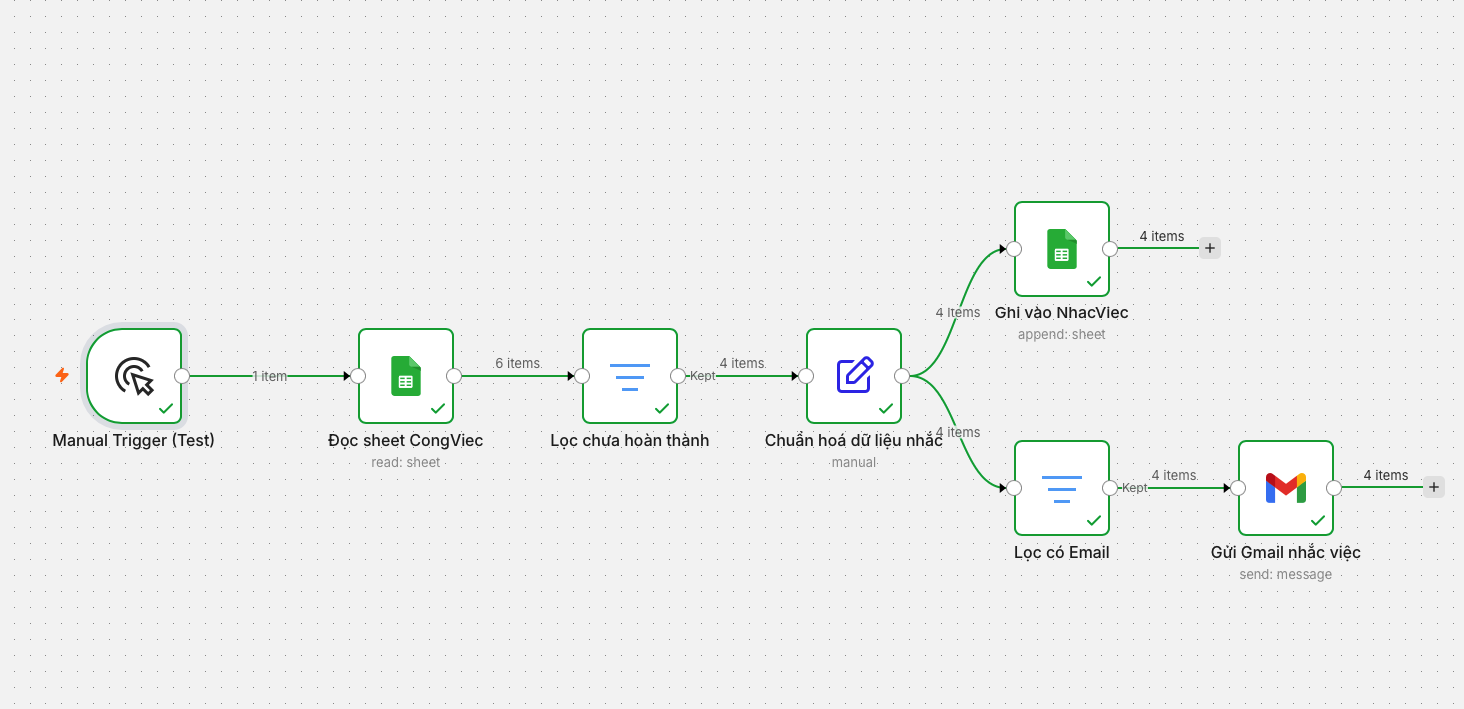 4 items
4 items
Ghi vào NhacViec
append: sheet
1 item
6 items
Kept
4 items
Manual Trigger (Test)
Đọc sheet CongViec
read: sheet
Lọc chưa hoàn thành
Chuẩn hoá dữ liệu nhắc
manual
4 items
Kept
4 items
4 items
Lọc có Email
Gửi Gmail nhắc việc
send: message